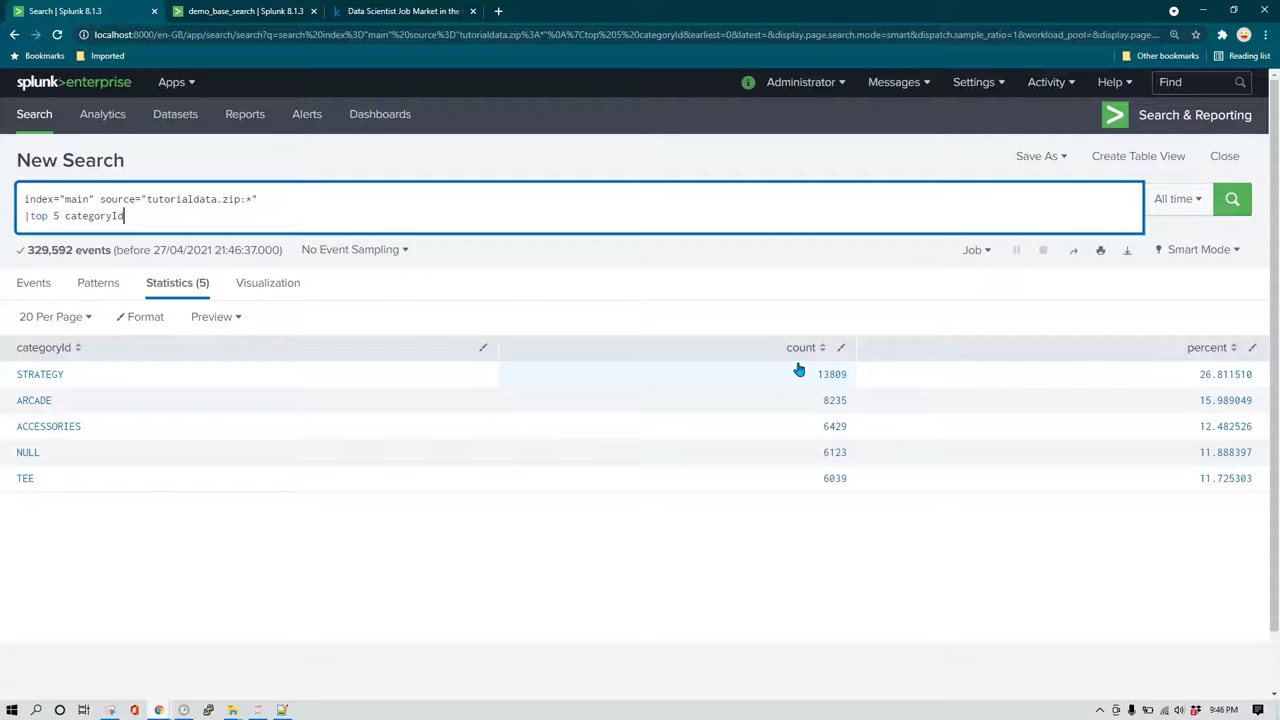 Search | Splunk 8.1.3
demo_base_search | Splunk 8.1.3
Data Scientist Job Market in the
localhost:8000/en-GB/app/search/search?q=search%20index%3D"main"%20source%3D"tutorialdata.zip%3A*"%0A%7Ctop%205%20categoryId&earliest=0&latest=&display.page.search.mode=smart&dispatch.sample_ratio=1&workload_pool=&display.page....
Bookmarks
Imported
Other bookmarks
Reading list
splunk>enterprise
Apps
i
Administrator
Messages
Settings
Activity
Help
Find
Search
Analytics
Datasets
Reports
Alerts
Dashboards
Search & Reporting
New Search
Save As
Create Table View
Close
index="main" source="tutorialdata.zip:*"
|top 5 categoryId
All time
329,592 events (before 27/04/2021 21:46:37.000)
No Event Sampling
Job
Smart Mode
Events
Patterns
Statistics (5)
Visualization
20 Per Page
Format
Preview
categoryId count percent
STRATEGY 13809 26.811510
ARCADE 8235 15.989049
ACCESSORIES 6429 12.482526
NULL 6123 11.888397
TEE 6039 11.725303
9:46 PM